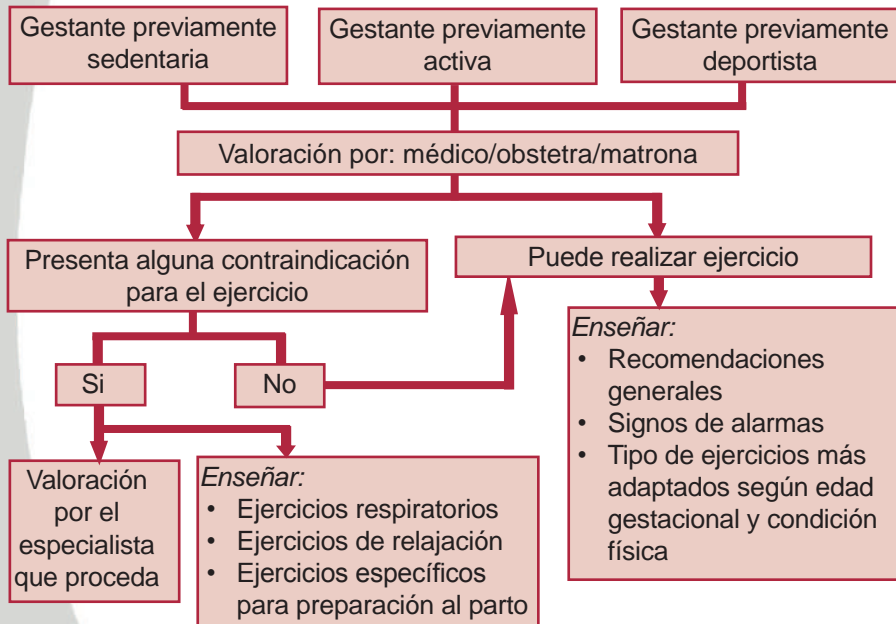 Gestante previamente
sedentaria
Gestante previamente
activa
Gestante previamente
deportista
Valoración por: médico/obstetra/matrona
Presenta alguna contraindicación
para el ejercicio
Puede realizar ejercicio
Si
No
Valoración
por el
especialista
que proceda
Enseñar:
• Ejercicios respiratorios
• Ejercicios de relajación
• Ejercicios específicos
para preparación al parto
Enseñar:
• Recomendaciones
generales
• Signos de alarmas
• Tipo de ejercicios más
adaptados según edad
gestacional y condición
física